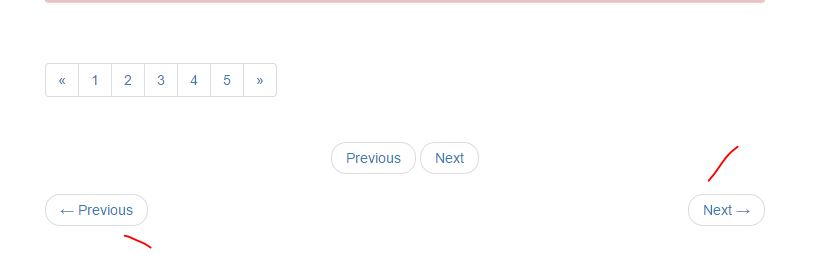 « 1 2 3 4 5 »
Previous Next
← Previous Next →